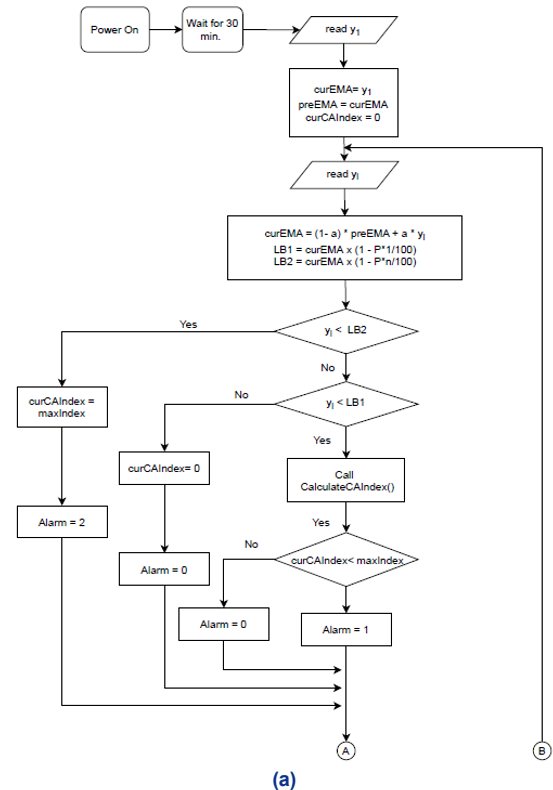 Power On
Wait for 30
min.
read y1
curEMA= y1
preEMA = curEMA
curCAIndex = 0
read yI
curEMA = (1- a) * preEMA + a * yI
LB1 = curEMA x (1 - P*1/100)
LB2 = curEMA x (1 - P*n/100)
Yes
yI < LB2
No
curCAIndex =
maxIndex
No
yI < LB1
Yes
curCAIndex= 0
Call
CalculateCAIndex()
Alarm = 2
Yes
No
curCAIndex< maxIndex
Alarm = 0
Alarm = 0
Alarm = 1
A
B
(a)